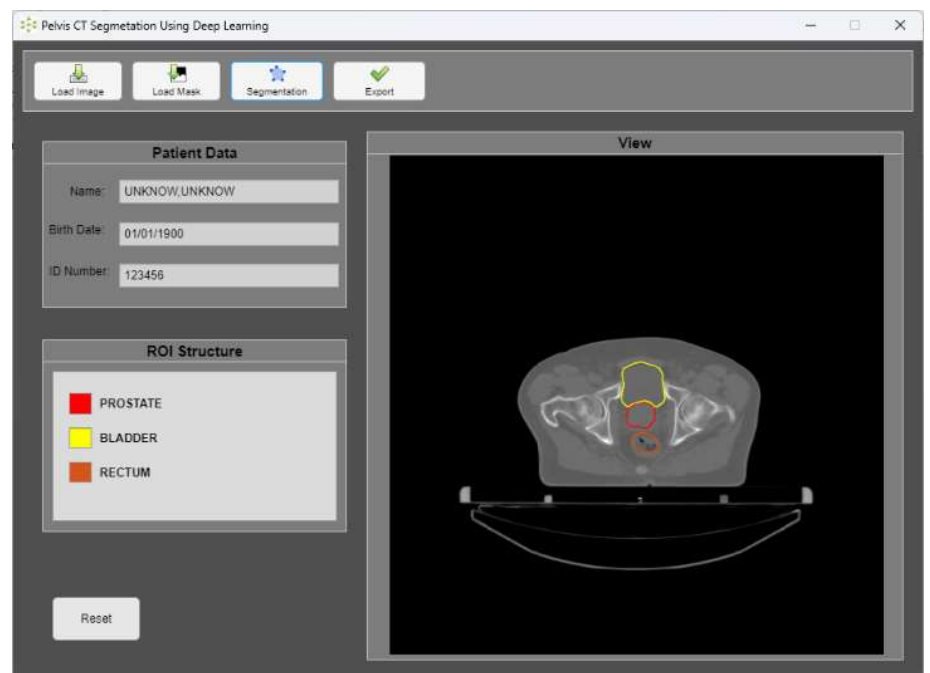 Pelvis CT Segmetation Using Deep Learning
Load Image
Load Mask
Segmentation
Export
Patient Data
Name:
UNKNOW,UNKNOW
Birth Date:
01/01/1900
ID Number:
123456
ROI Structure
PROSTATE
BLADDER
RECTUM
Reset
View